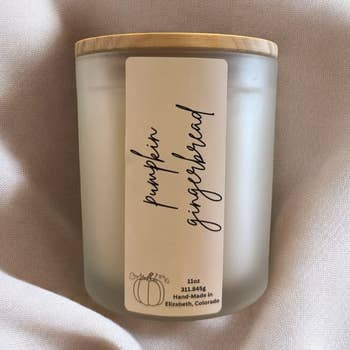 pumpkin
gingerbread
11oz
311.845g
Hand-Made in
Elizabeth, Colorado